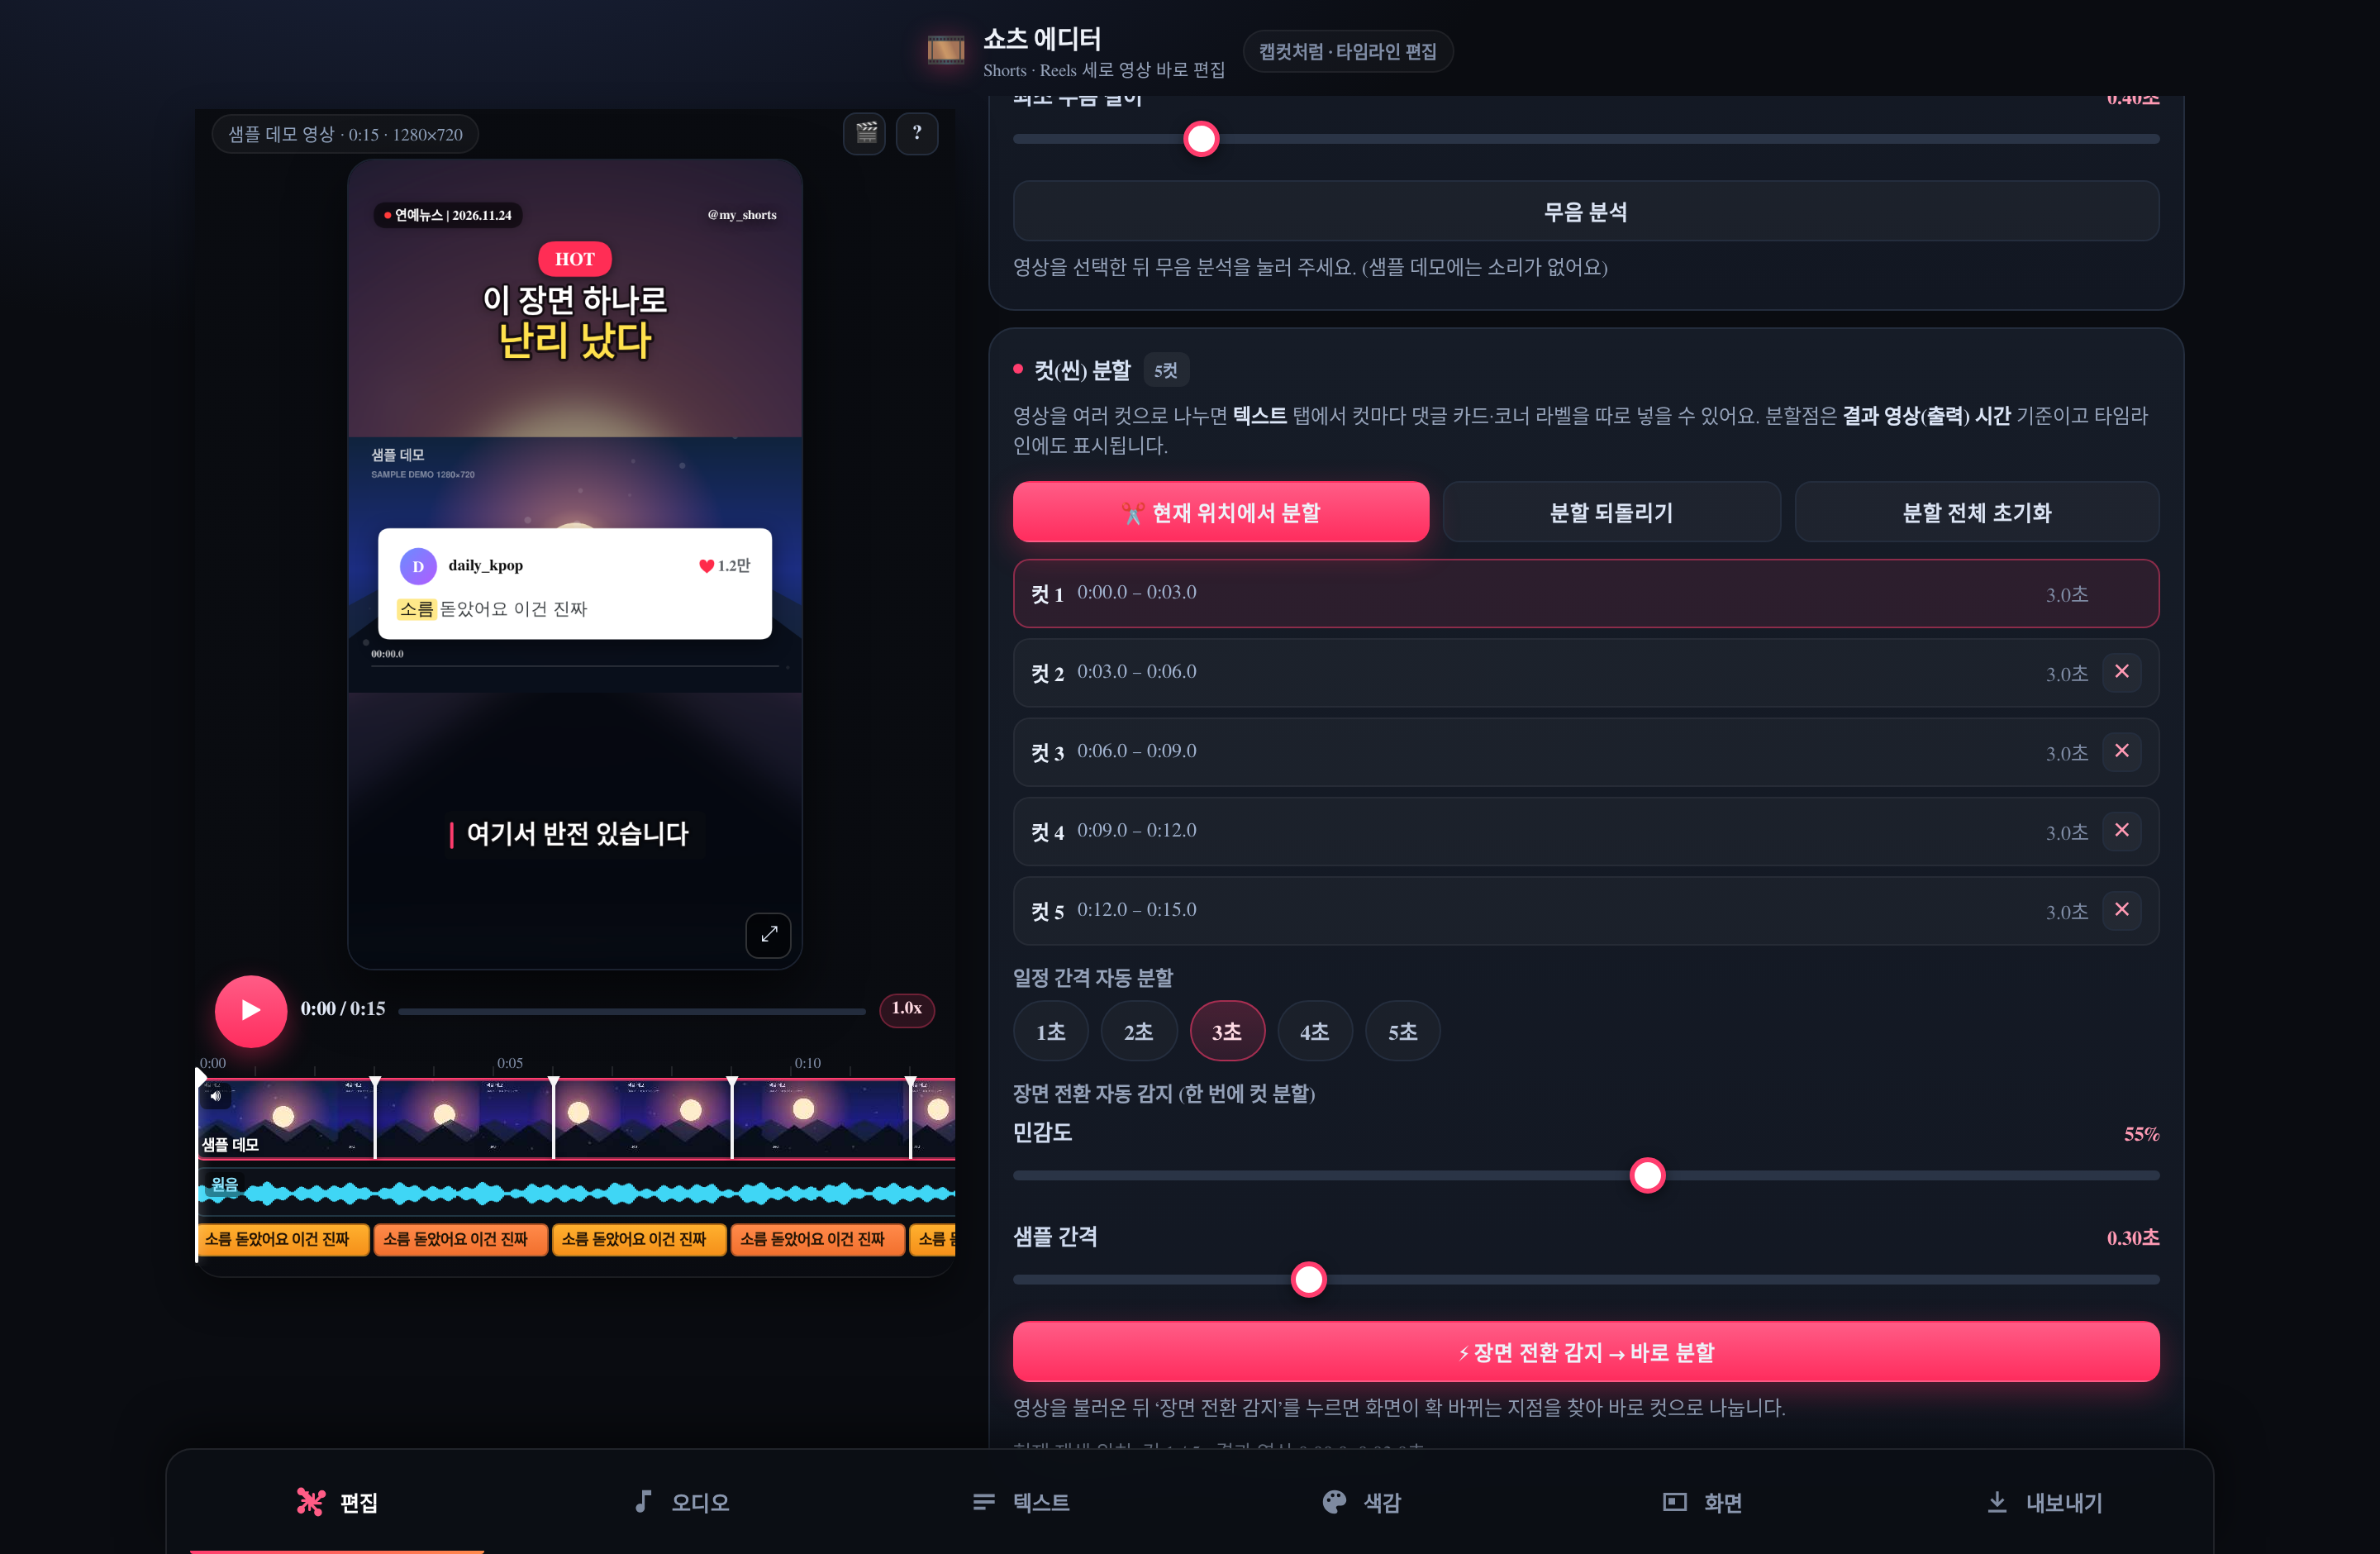 쇼츠 에디터
Shorts · Reels 세로 영상 바로 편집
캡컷처럼 · 타임라인 편집
샘플 데모 영상 · 0:15 · 1280×720
?
연예뉴스 | 2026.11.24
@my_shorts
HOT
이 장면 하나로
난리 났다
샘플 데모
SAMPLE DEMO 1280×720
D
daily_kpop
1.2만
소름 돋았어요 이건 진짜
00:00.0
여기서 반전 있습니다
0:00 / 0:15
1.0x
0:00
0:05
0:10
샘플 데모
원음
소름 돋았어요 이건 진짜
소름 돋았어요 이건 진짜
소름 돋았어요 이건 진짜
소름 돋았어요 이건 진짜
소름
최소 무음 길이
0.40초
무음 분석
영상을 선택한 뒤 무음 분석을 눌러 주세요. (샘플 데모에는 소리가 없어요)
컷(씬) 분할
5컷
영상을 여러 컷으로 나누면 텍스트 탭에서 컷마다 댓글 카드·코너 라벨을 따로 넣을 수 있어요. 분할점은 결과 영상(출력) 시간 기준이고 타임라
인에도 표시됩니다.
현재 위치에서 분할
분할 되돌리기
분할 전체 초기화
컷 1 0:00.0 – 0:03.0 3.0초
컷 2 0:03.0 – 0:06.0 3.0초
컷 3 0:06.0 – 0:09.0 3.0초
컷 4 0:09.0 – 0:12.0 3.0초
컷 5 0:12.0 – 0:15.0 3.0초
일정 간격 자동 분할
1초
2초
3초
4초
5초
장면 전환 자동 감지 (한 번에 컷 분할)
민감도
55%
샘플 간격
0.30초
⚡ 장면 전환 감지 → 바로 분할
영상을 불러온 뒤 ‘장면 전환 감지’를 누르면 화면이 확 바뀌는 지점을 찾아 바로 컷으로 나눕니다.
편집
오디오
텍스트
색감
화면
내보내기